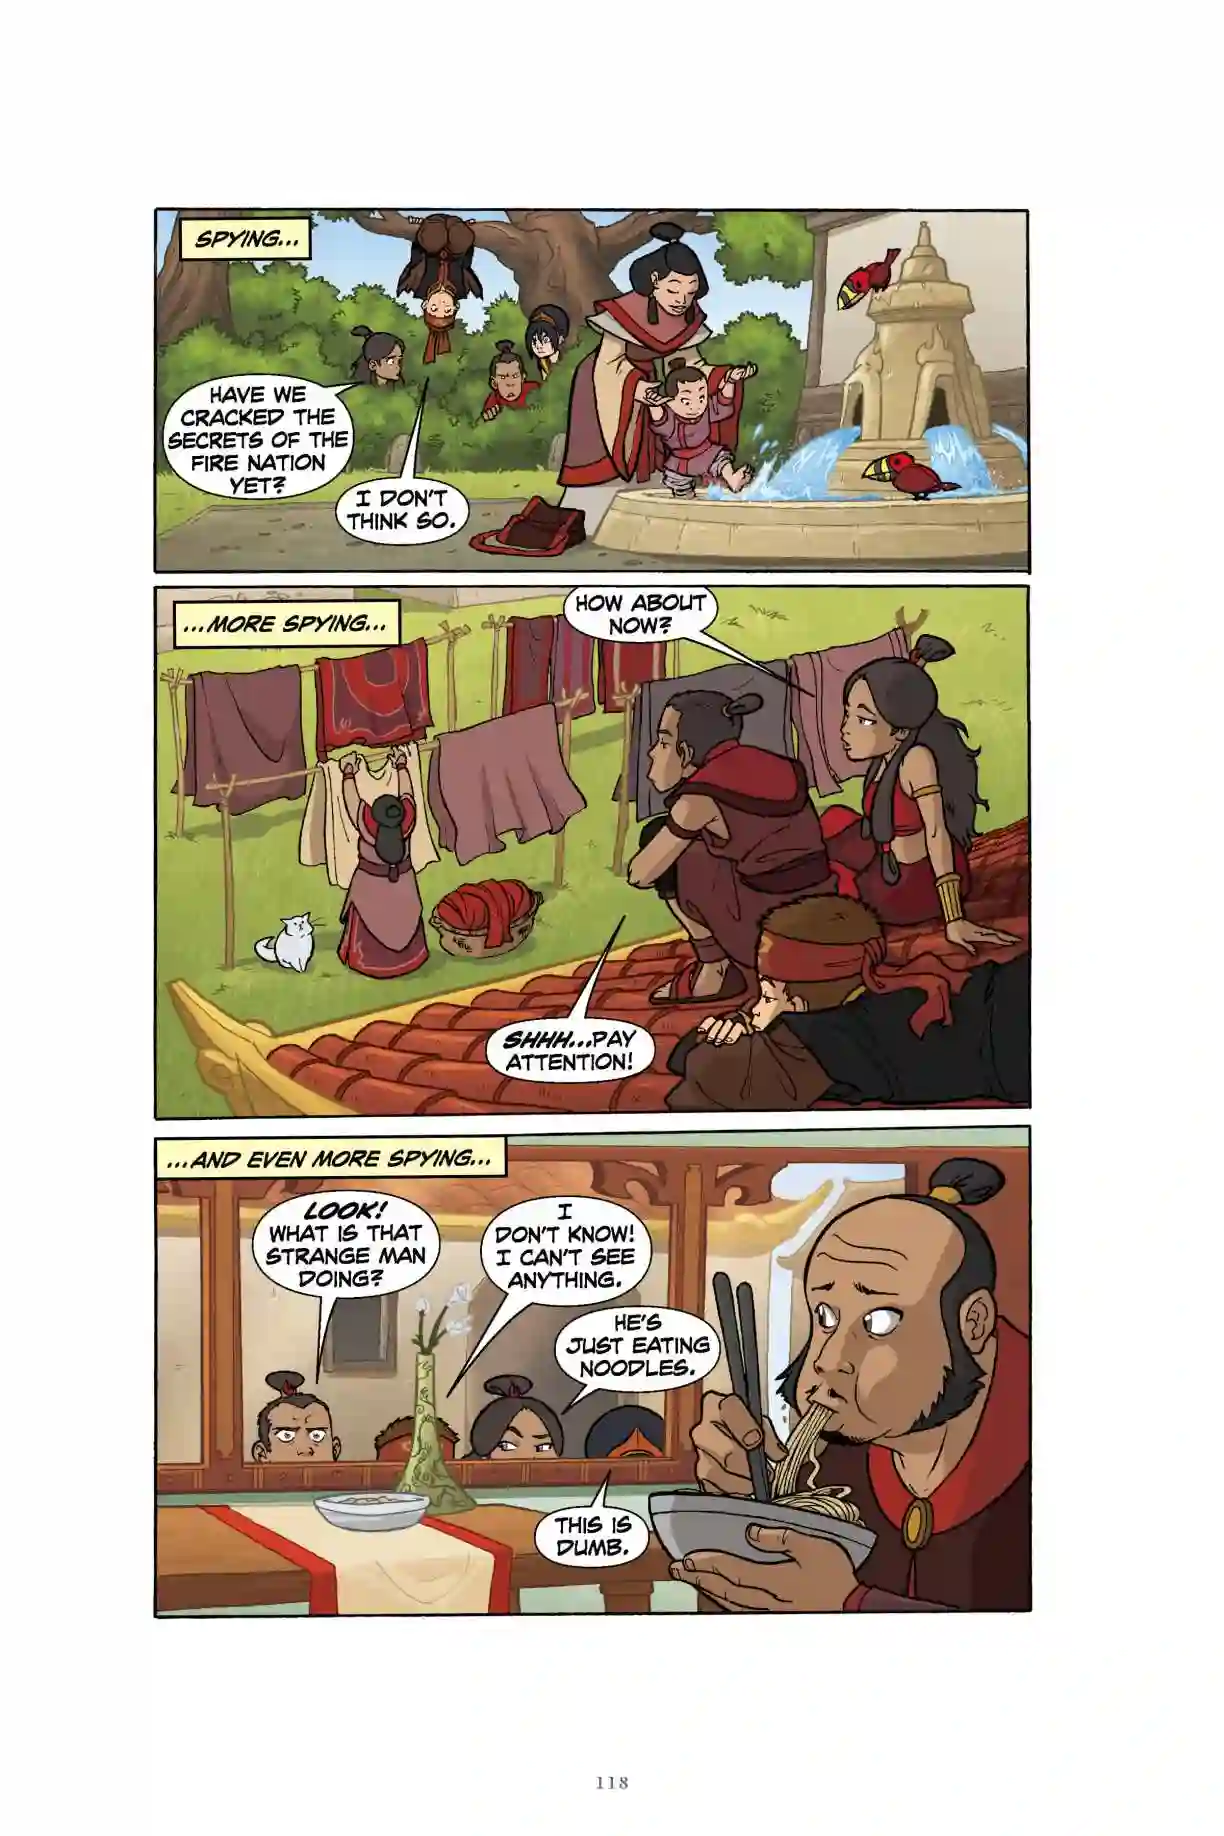 SPYING...
HAVE WE
CRACKED THE
SECRETS OF THE
FIRE NATION
YET?
I DON'T
THINK SO.
...MORE SPYING...
HOW ABOUT
NOW?
SHHH...PAY
ATTENTION!
...AND EVEN MORE SPYING...
LOOK!
WHAT IS THAT
STRANGE MAN
DOING?
I
DON'T KNOW!
I CAN'T SEE
ANYTHING.
HE'S
JUST EATING
NOODLES.
THIS IS
DUMB.
118